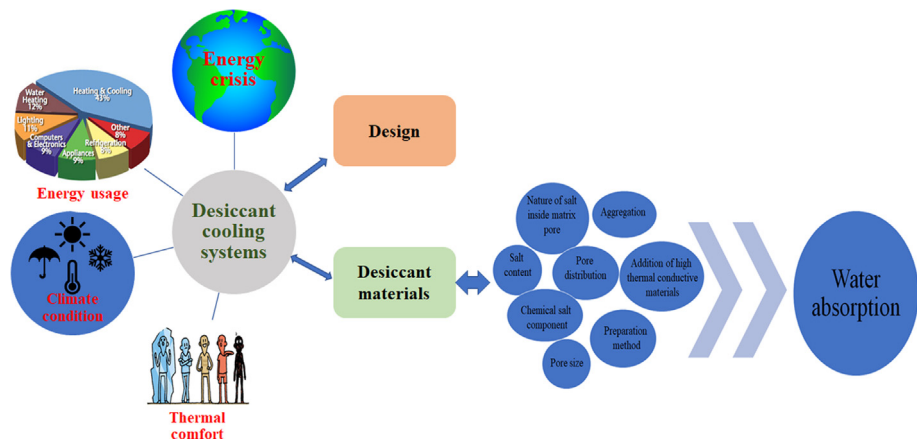 Energy
crisis
Heating & Cooling
43%
Water
Heating
12%
Lighting
11%
Computers
& Electronics
9%
Appliances
9%
Refrigeration
8%
Other
8%
Energy usage
Climate
condition
Thermal
comfort
Desiccant
cooling
systems
Design
Desiccant
materials
Nature of salt
inside matrix
pore
Aggregation
Salt
content
Pore
distribution
Addition of high
thermal conductive
materials
Chemical salt
component
Preparation
method
Pore size
Water
absorption